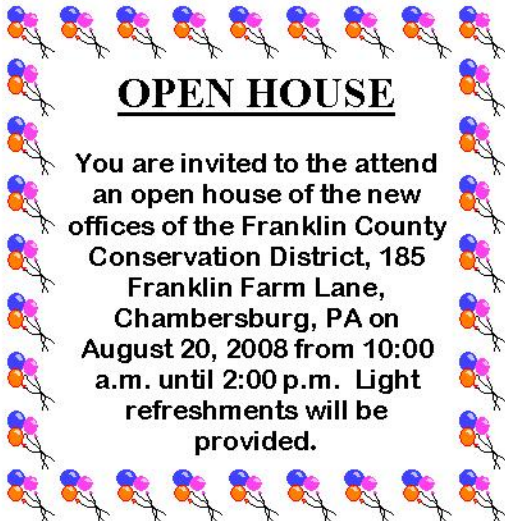 OPEN HOUSE
You are invited to the attend
an open house of the new
offices of the Franklin County
Conservation District, 185
Franklin Farm Lane,
Chambersburg, PA on
August 20, 2008 from 10:00
a.m. until 2:00 p.m.  Light
refreshments will be
provided.